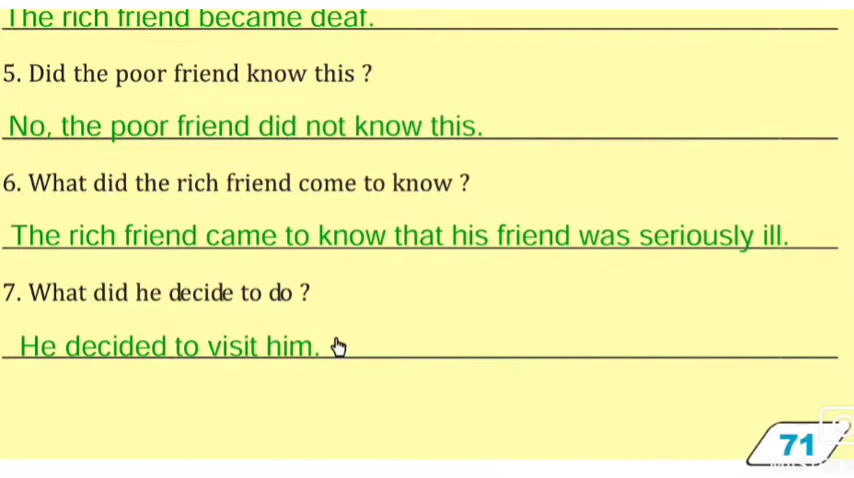 The rich friend became deaf.
5. Did the poor friend know this ?
No, the poor friend did not know this.
6. What did the rich friend come to know ?
The rich friend came to know that his friend was seriously ill.
7. What did he decide to do ?
He decided to visit him.
71